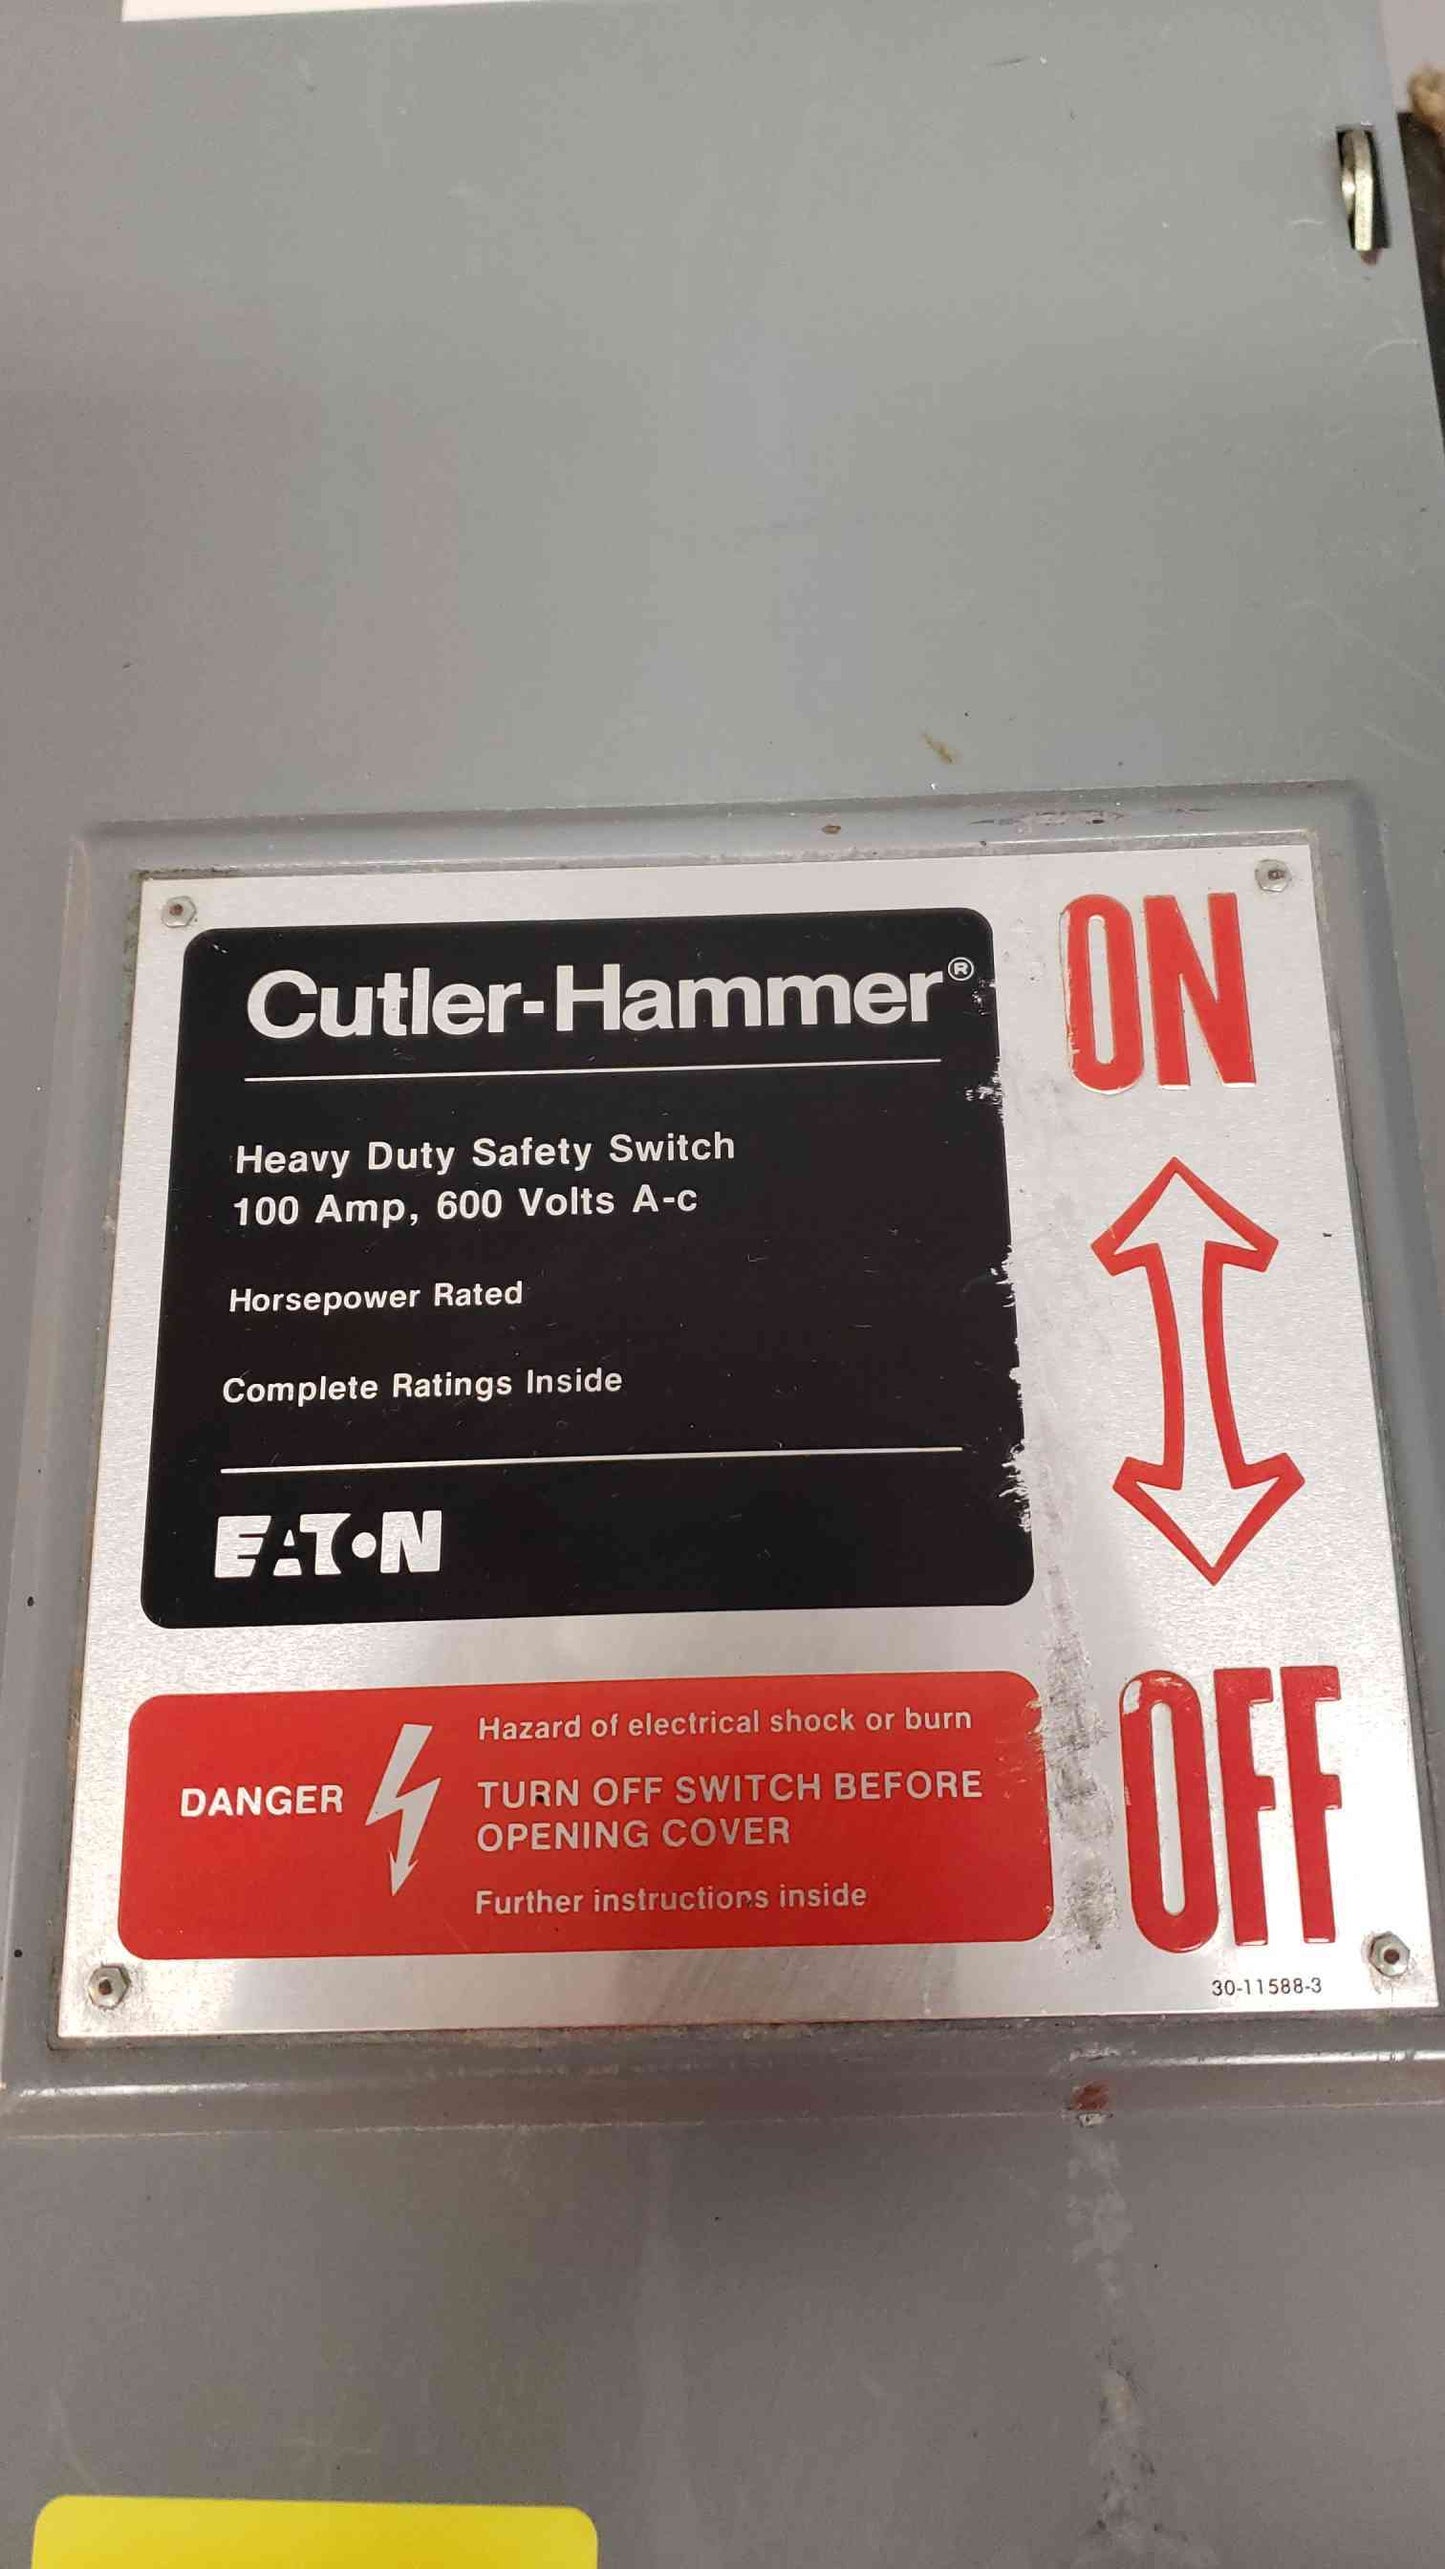 Cutler-Hammer®
Heavy Duty Safety Switch
100 Amp, 600 Volts A-c
Horsepower Rated
Complete Ratings Inside
EATON
ON
OFF
DANGER
Hazard of electrical shock or burn
TURN OFF SWITCH BEFORE
OPENING COVER
Further instructions inside
30-11588-3